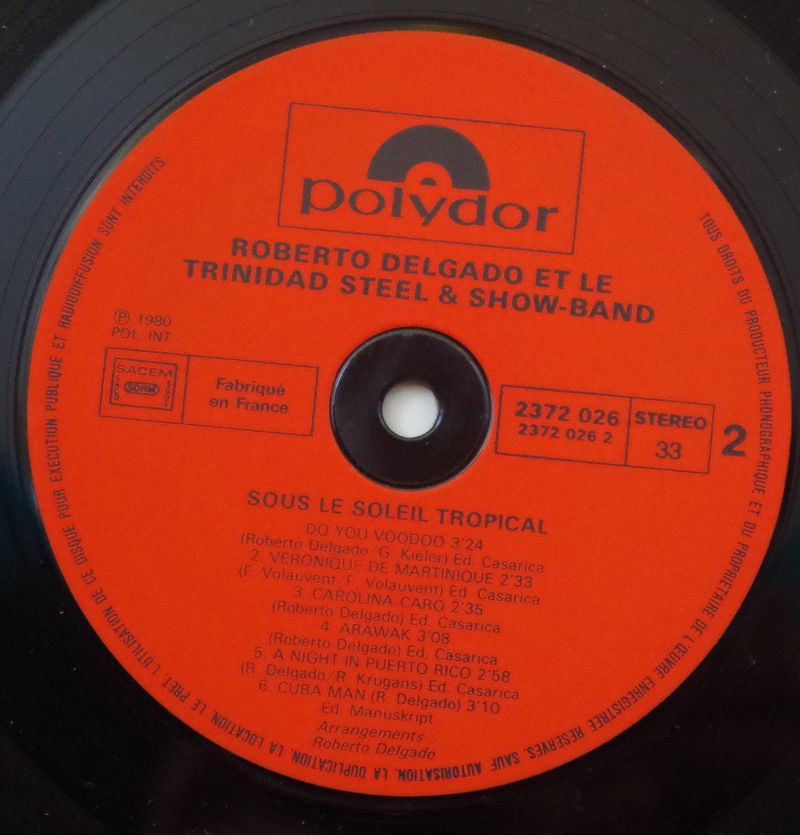 polydor
ROBERTO DELGADO ET LE
TRINIDAD STEEL & SHOW-BAND
℗ 1980
POL. INT
SACEM
SACD
SDRM
SGDL
Fabriqué
en France
2372 026
2372 026 2
STEREO
33
2
SOUS LE SOLEIL TROPICAL
DO YOU VOODOO 3'24
(Roberto Delgado/G. Kieler) Ed. Casarica
2. VERONIQUE DE MARTINIQUE 2'33
(F. Volauvent/F. Volauvent) Ed. Casarica
3. CAROLINA CARO 2'35
(Roberto Delgado) Ed. Casarica
4. ARAWAK 3'08
(Roberto Delgado) Ed. Casarica
5. A NIGHT IN PUERTO RICO 2'58
(R. Delgado/R. Krugans) Ed. Casarica
6. CUBA MAN (R. Delgado) 3'10
Ed. Manuskript
Arrangements :
Roberto Delgado
TOUS DROITS DU PRODUCTEUR PHONOGRAPHIQUE ET DU PROPRIETAIRE DE L'ŒUVRE ENREGISTREE RESERVES. SAUF AUTORISATION, LA DUPLICATION, LA LOCATION, LE PRET, L'UTILISATION DE CE DISQUE POUR EXECUTION PUBLIQUE ET RADIODIFFUSION SONT INTERDITS